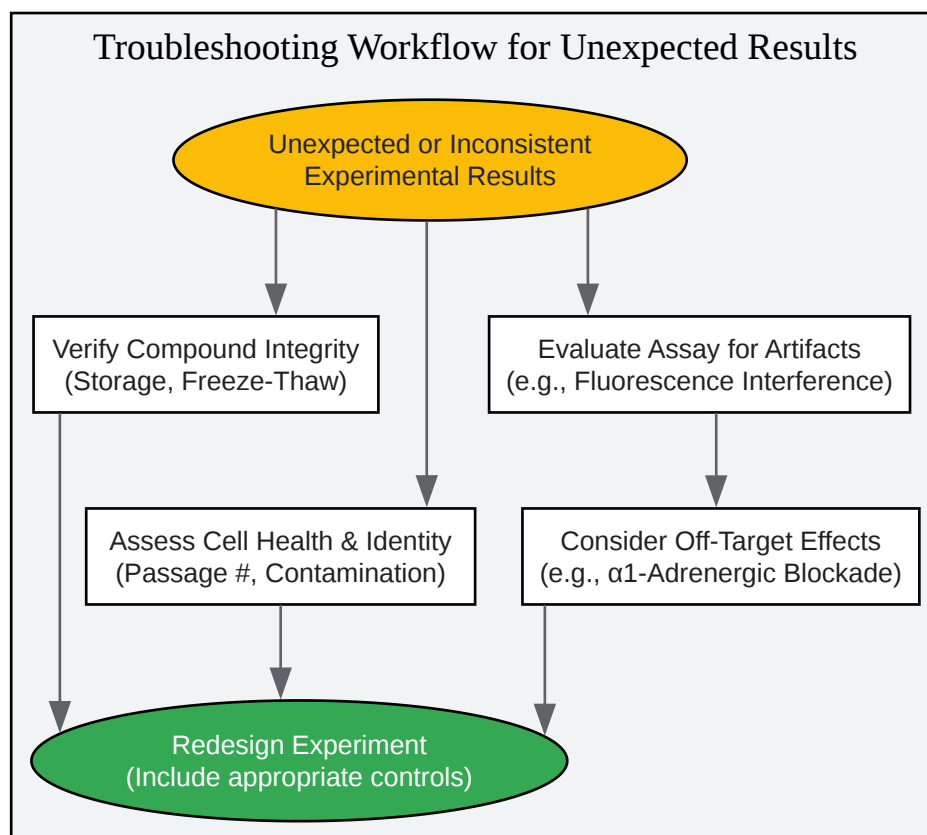 Troubleshooting Workflow for Unexpected Results
Unexpected or Inconsistent
Experimental Results
Verify Compound Integrity
(Storage, Freeze-Thaw)
Evaluate Assay for Artifacts
(e.g., Fluorescence Interference)
Assess Cell Health & Identity
(Passage #, Contamination)
Consider Off-Target Effects
(e.g., α1-Adrenergic Blockade)
Redesign Experiment
(Include appropriate controls)